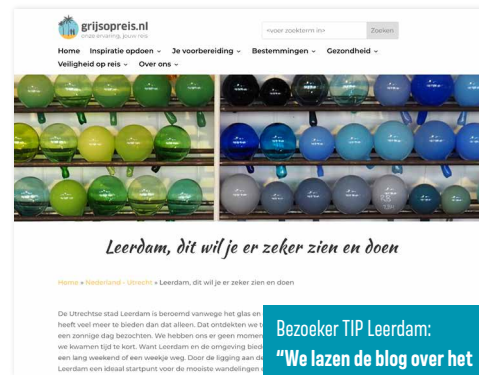 grijsopreis.nl
onze ervaring, jouw reis
<voer zoekterm in>
Zoeken
Home Inspiratie opdoen Je voorbereiding Bestemmingen Gezondheid
Veiligheid op reis Over ons
Leerdam, dit wil je er zeker zien en doen
Home » Nederland - Utrecht » Leerdam, dit wil je er zeker zien en doen
De Utrechtse stad Leerdam is beroemd vanwege het glas en
heeft veel meer te bieden dan dat alleen. Dat ontdekten we
een zonnige dag bezochten. We hebben ons er geen
we kwamen tijd te kort. Want Leerdam en de omgeving
een lang weekend of een weekje weg. Door de ligging aan de
Leerdam een ideaal startpunt voor de mooiste wandelingen
Bezoeker TIP Leerdam:
“We lazen de blog over het